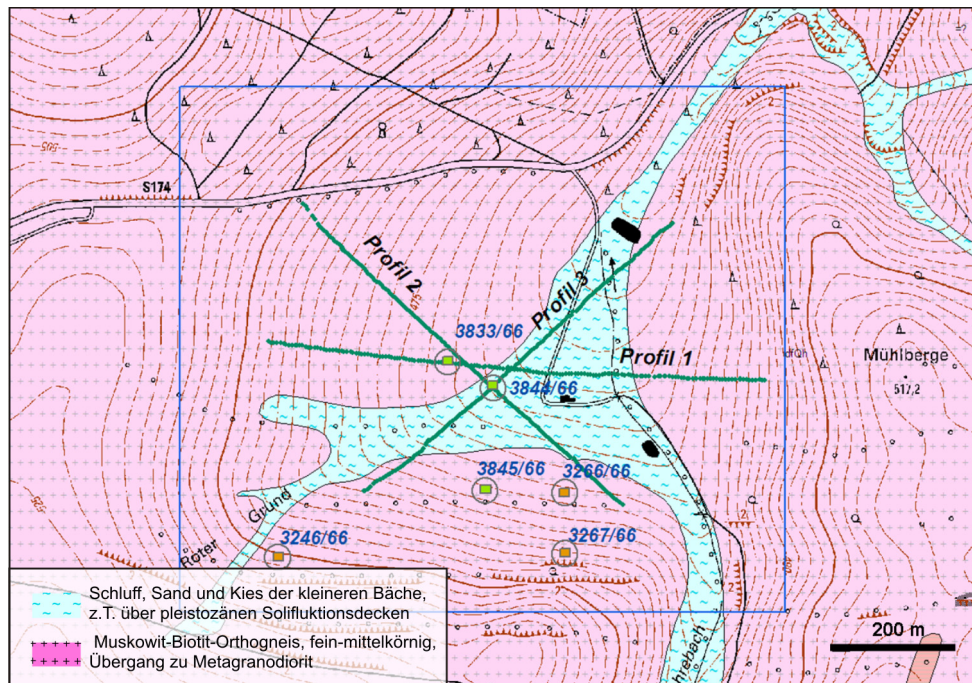 S174
Profil 2
Profil 3
3833/66
Profil 1
3844/66
Mühlberge
517,2
3845/66
3266/66
Grund
Roter
3246/66
3267/66
Schluff, Sand und Kies der kleineren Bäche,
z.T. über pleistozänen Solifluktionsdecken
Muskowit-Biotit-Orthogneis, fein-mittelkörnig,
Übergang zu Metagranodiorit
200 m